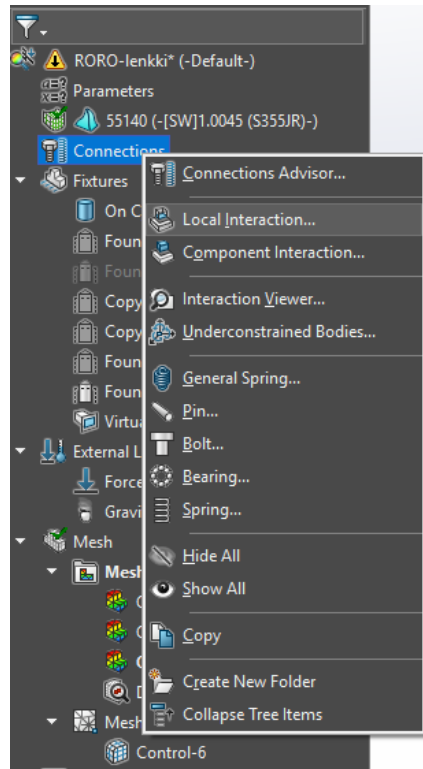 RORO-lenkki* (-Default-)
Parameters
55140 (-[SW]1.0045 (S355JR)-)
Connections
Connections Advisor...
Fixtures
On C
Local Interaction...
Foun
Component Interaction...
Foun
Copy
Interaction Viewer...
Copy
Underconstrained Bodies...
Foun
General Spring...
Foun
Pin...
Virtu
Bolt...
External L
Bearing...
Force
Spring...
Gravi
Mesh
Hide All
Mesh
Show All
C
Copy
C
C
Create New Folder
D
Collapse Tree Items
Mesh
Control-6